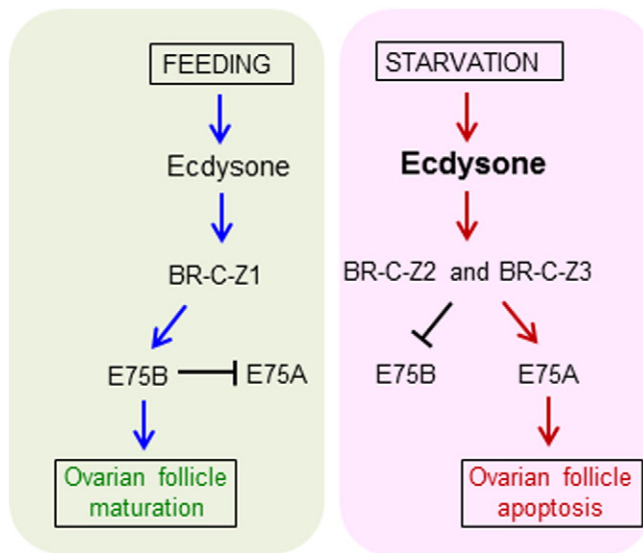 FEEDING
Ecdysone
BR-C-Z1
E75B
E75A
Ovarian follicle
maturation
STARVATION
Ecdysone
BR-C-Z2 and BR-C-Z3
E75B
E75A
Ovarian follicle
apoptosis